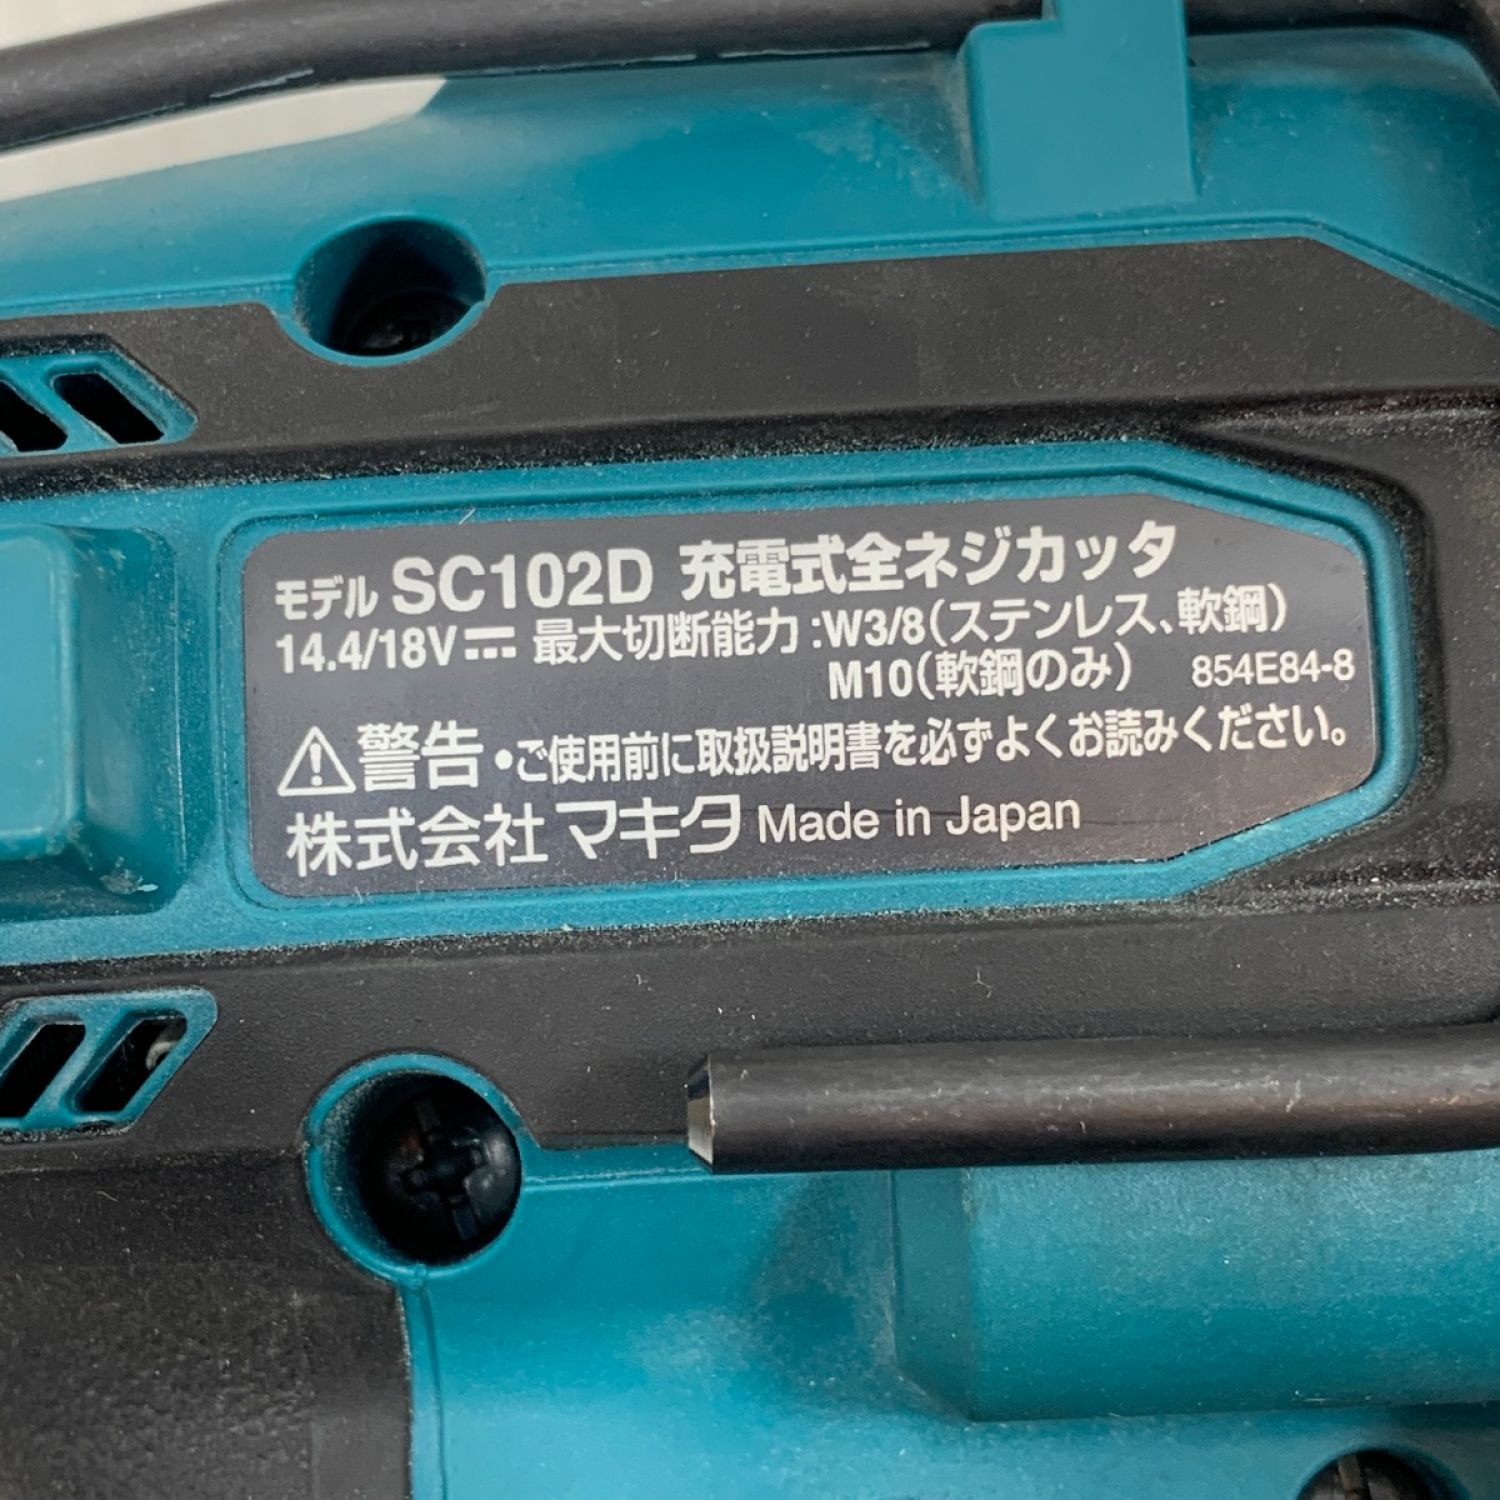 モデル SC102D 充電式全ネジカッタ
14.4/18V⎓ 最大切断能力:W3/8(ステンレス、軟鋼)
M10(軟鋼のみ) 854E84-8
⚠警告 •ご使用前に取扱説明書を必ずよくお読みください。
株式会社マキタ Made in Japan